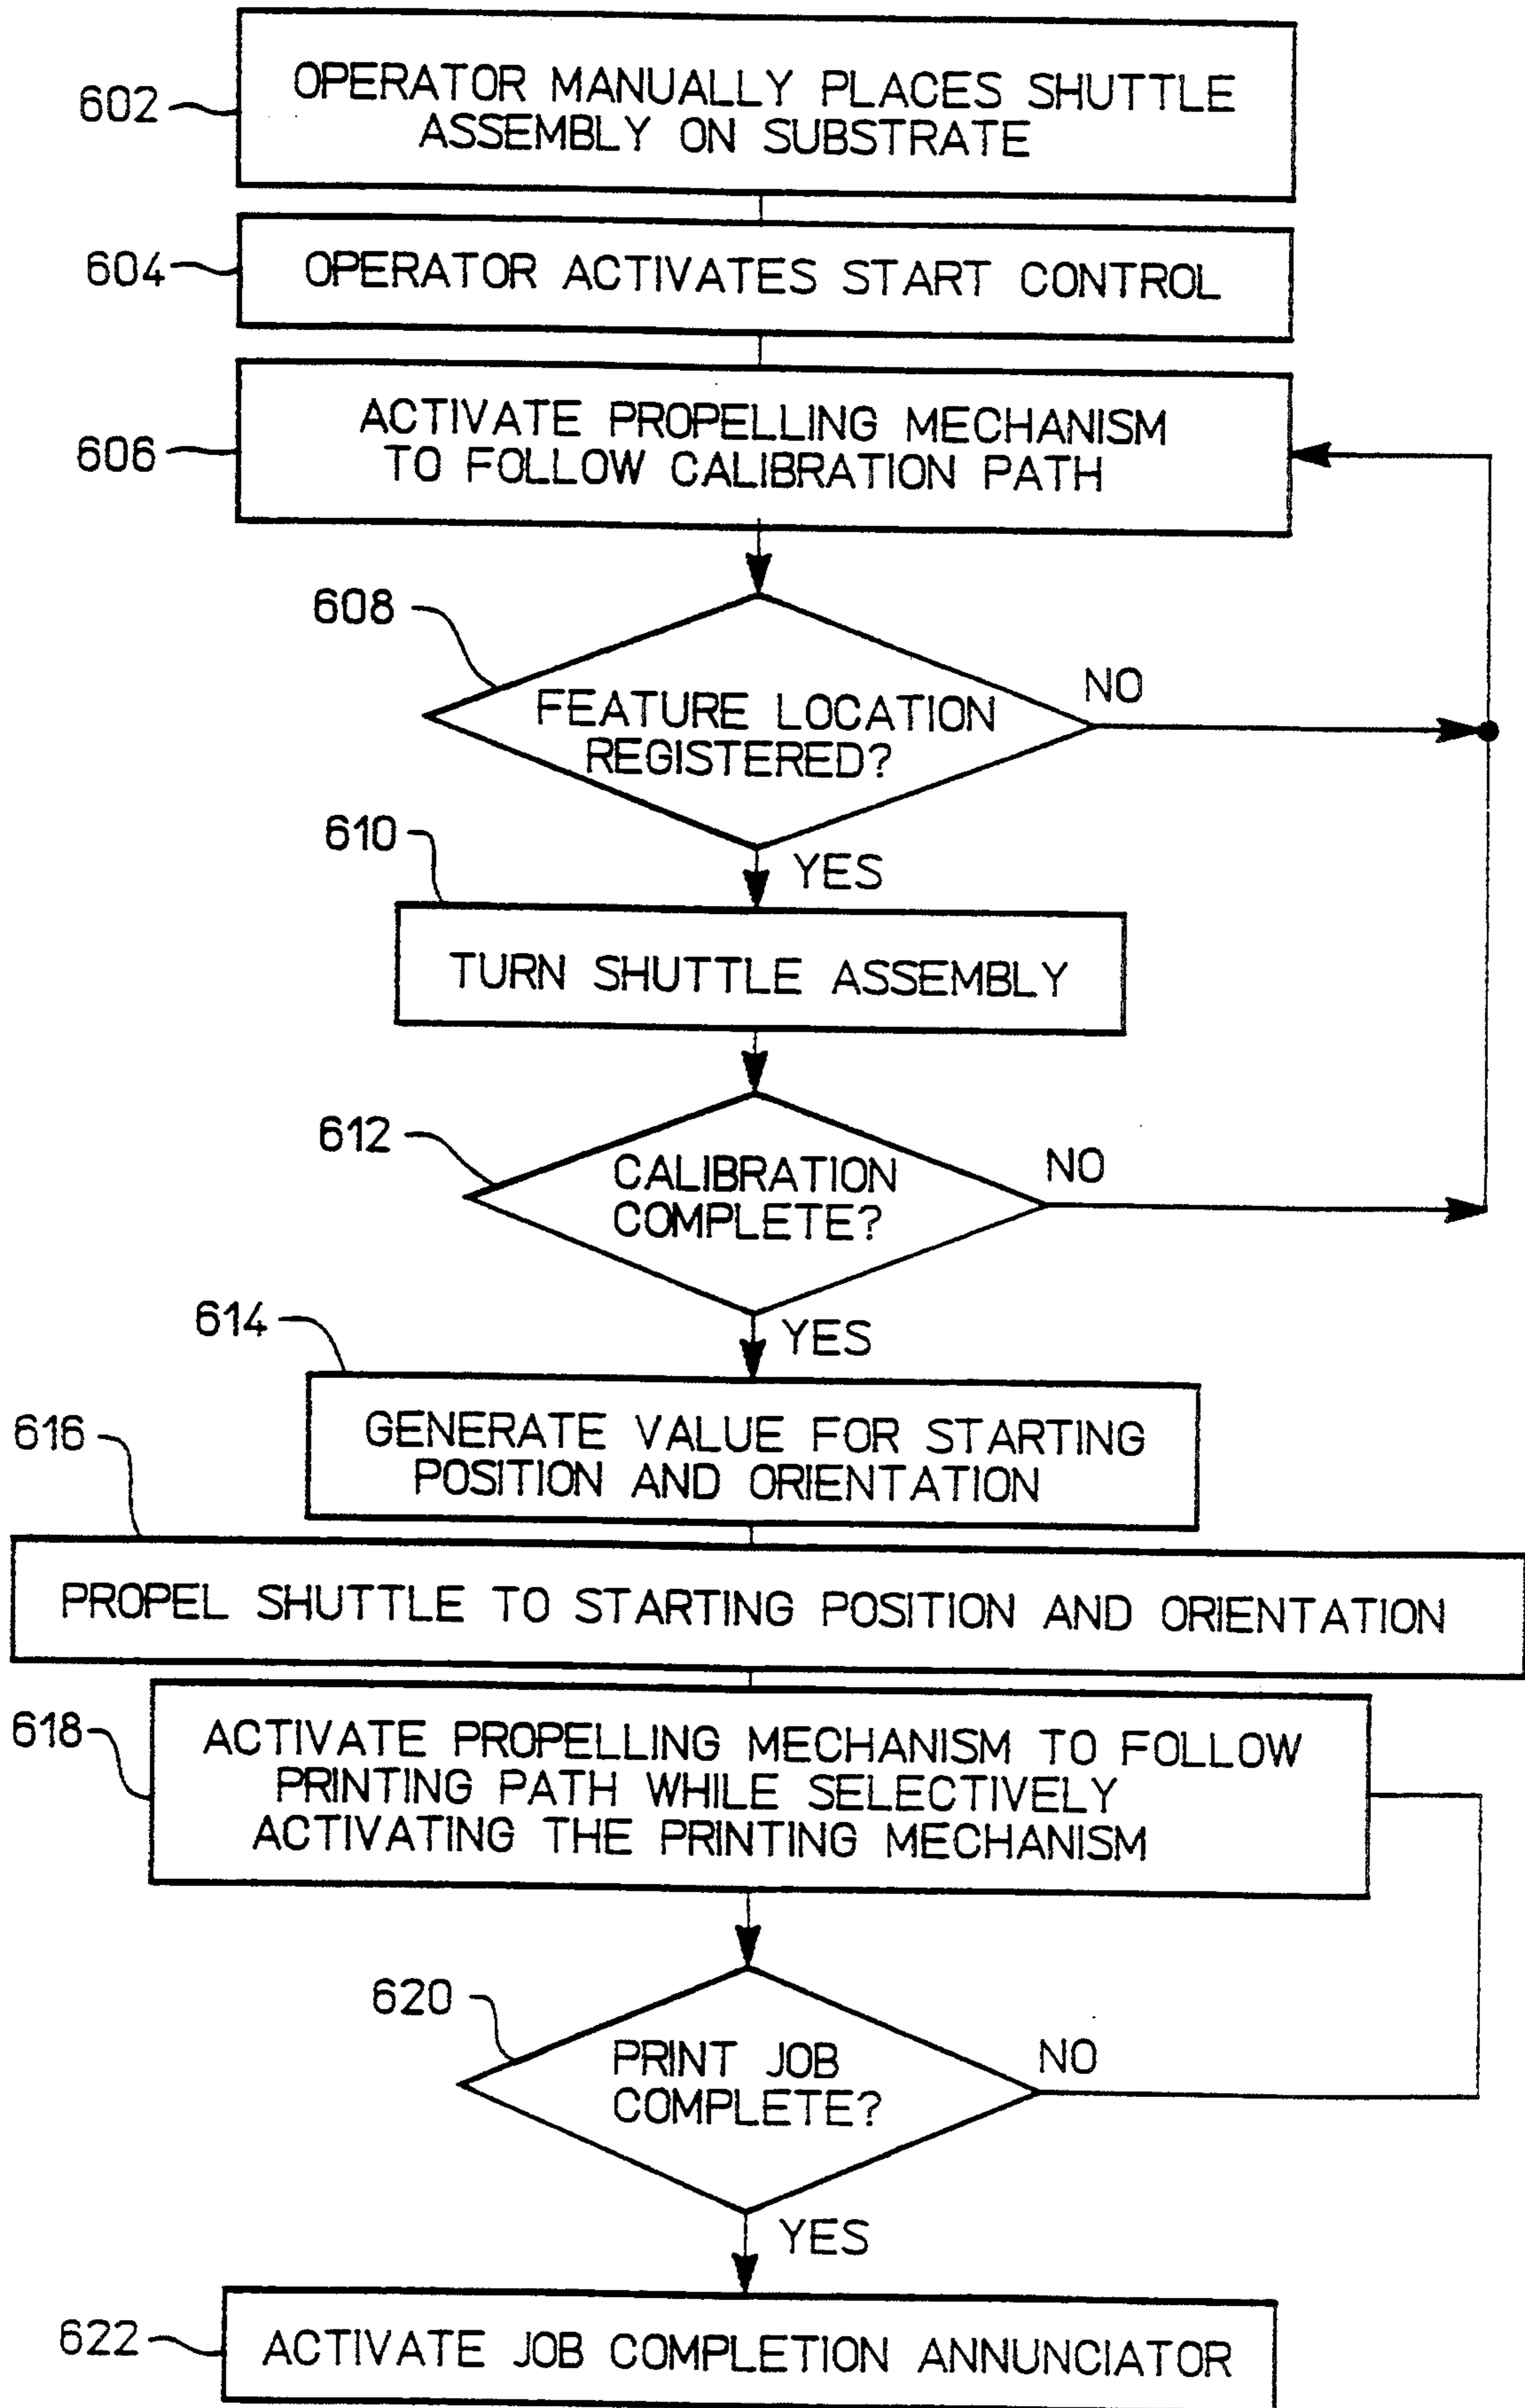 602
OPERATOR MANUALLY PLACES SHUTTLE
ASSEMBLY ON SUBSTRATE
604
OPERATOR ACTIVATES START CONTROL
606
ACTIVATE PROPELLING MECHANISM
TO FOLLOW CALIBRATION PATH
608
FEATURE LOCATION
REGISTERED?
NO
YES
610
TURN SHUTTLE ASSEMBLY
612
CALIBRATION
COMPLETE?
NO
YES
614
GENERATE VALUE FOR STARTING
POSITION AND ORIENTATION
616
PROPEL SHUTTLE TO STARTING POSITION AND ORIENTATION
618
ACTIVATE PROPELLING MECHANISM TO FOLLOW
PRINTING PATH WHILE SELECTIVELY
ACTIVATING THE PRINTING MECHANISM
620
PRINT JOB
COMPLETE?
NO
YES
622
ACTIVATE JOB COMPLETION ANNUNCIATOR